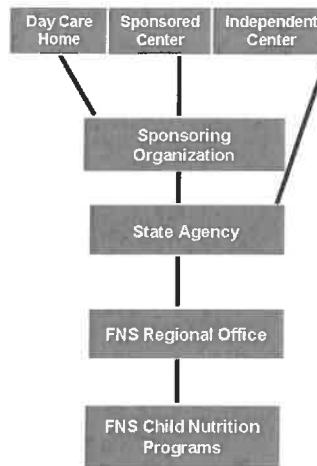 Day Care
Home
Sponsored
Center
Independent
Center
Sponsoring
Organization
State Agency
FNS Regional Office
FNS Child Nutrition
Programs